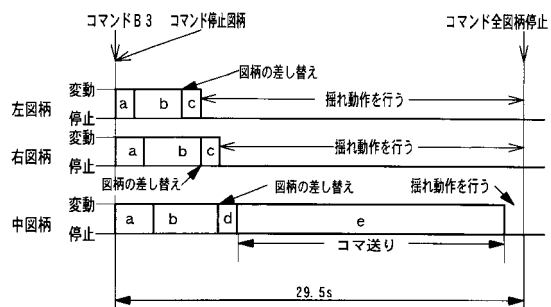 コマンドB3 コマンド停止図柄 コマンド全図柄停止
図柄の差し替え
左図柄 変動 a b c 揺れ動作を行う
停止
右図柄 変動 a b c 揺れ動作を行う
停止
図柄の差し替え 図柄の差し替え 揺れ動作を行う
中図柄 変動 a b d e
停止
コマ送り
29.5s